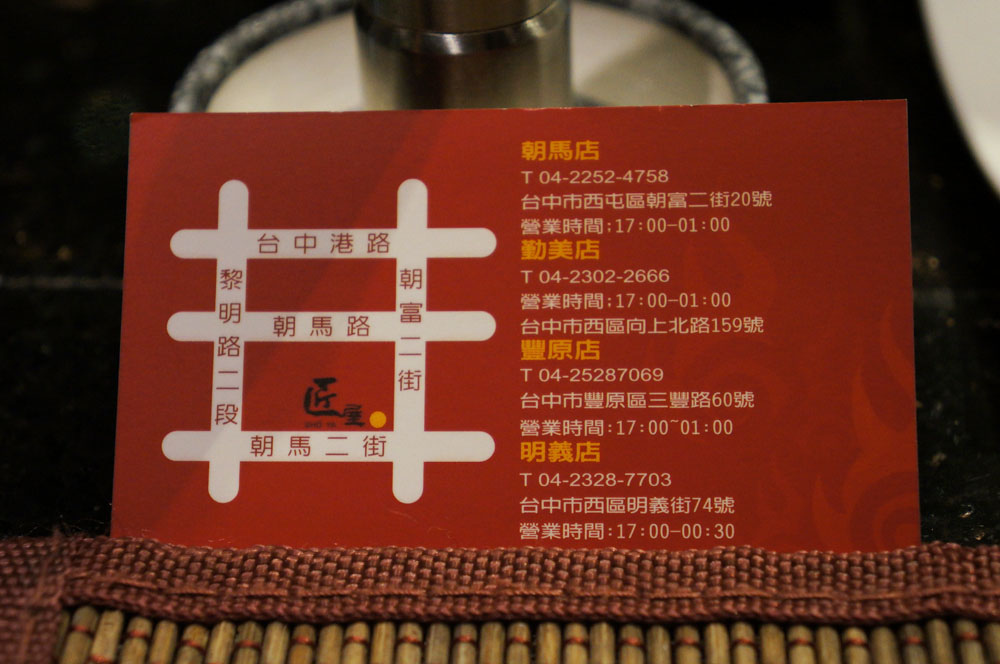 台中港路
黎明路二段
朝富二街
朝馬路
匠屋
朝馬二街
朝馬店
T 04-2252-4758
台中市西屯區朝富二街20號
營業時間:17:00-01:00
勤美店
T 04-2302-2666
營業時間:17:00-01:00
台中市西區向上北路159號
豐原店
T 04-25287069
台中市豐原區三豐路60號
營業時間:17:00~01:00
明義店
T 04-2328-7703
台中市西區明義街74號
營業時間:17:00-00:30